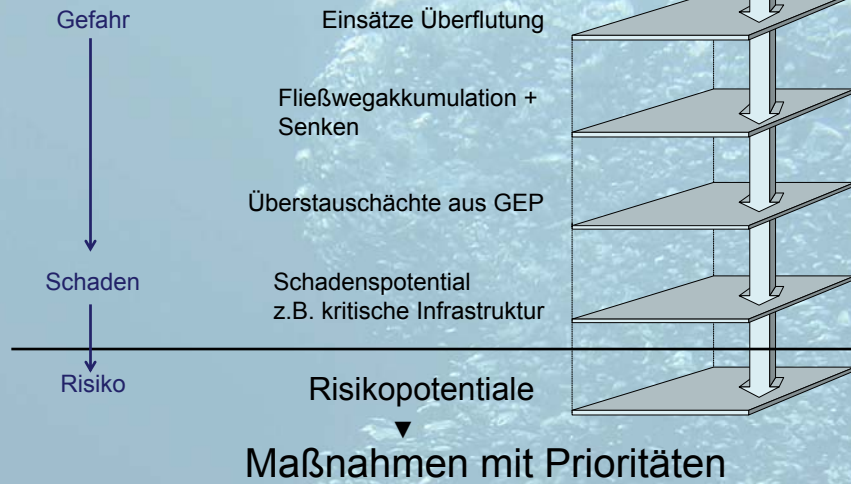 Gefahr
Einsätze Überflutung
Fließwegakkumulation +
Senken
Überstauschächte aus GEP
Schaden
Schadenspotential
z.B. kritische Infrastruktur
Risiko
Risikopotentiale
▼
Maßnahmen mit Prioritäten